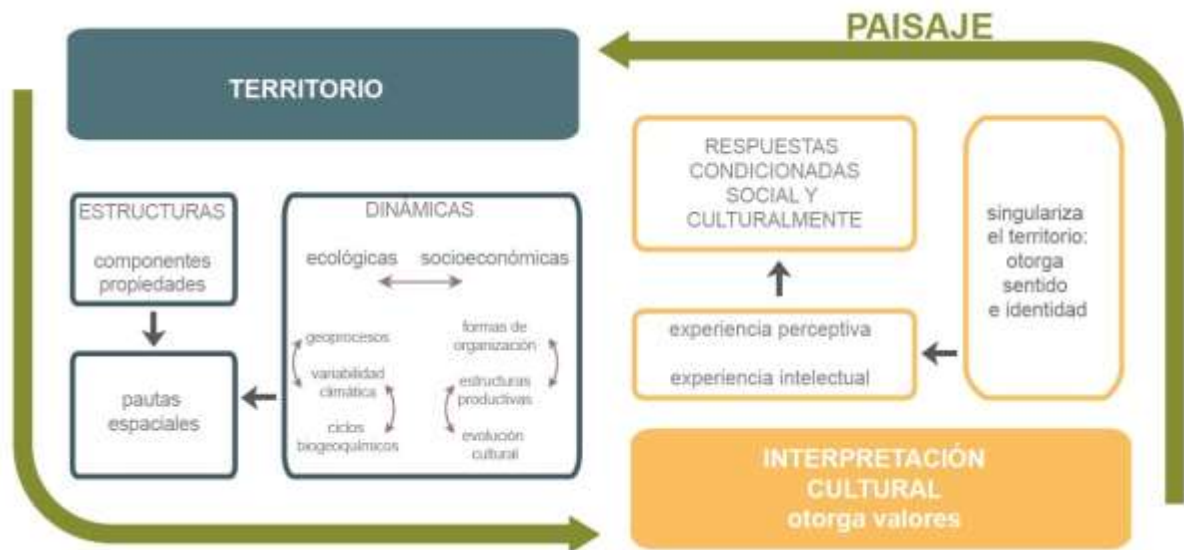 PAISAJE
TERRITORIO
ESTRUCTURAS
componentes
propiedades
pautas
espaciales
DINÁMICAS
ecológicas
socioeconómicas
geoprocesos
variabilidad
climática
ciclos
biogeoquímicos
formas de
organización
estructuras
productivas
evolución
cultural
RESPUESTAS
CONDICIONADAS
SOCIAL Y
CULTURALMENTE
experiencia perceptiva
experiencia intelectual
singulariza
el territorio:
otorga
sentido
e identidad
INTERPRETACIÓN
CULTURAL
otorga valores